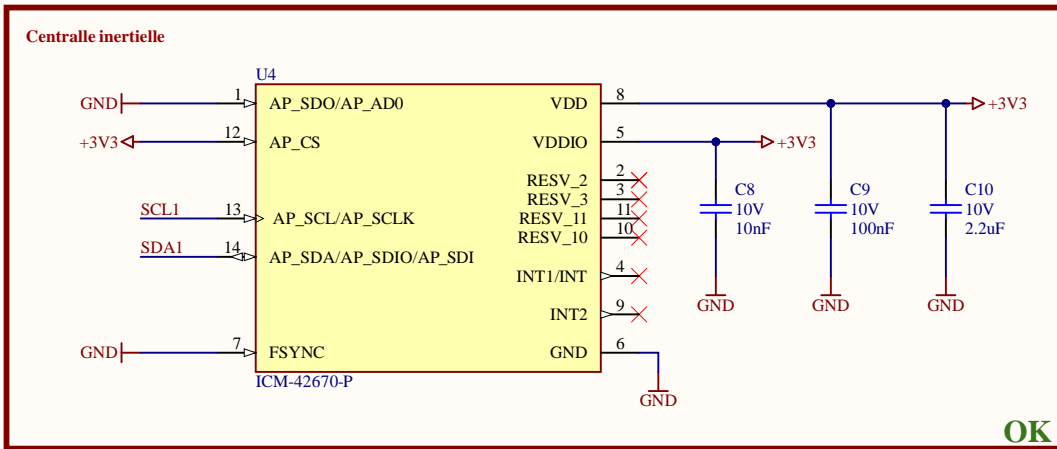 Centralle inertielle
U4
GND
1
AP_SDO/AP_AD0
+3V3
12
AP_CS
SCL1
13
AP_SCL/AP_SCLK
SDA1
14
AP_SDA/AP_SDIO/AP_SDI
GND
7
FSYNC
ICM-42670-P
VDD
8
+3V3
VDDIO
5
+3V3
RESV_2
2
RESV_3
3
RESV_11
11
RESV_10
10
INT1/INT
4
INT2
9
GND
6
GND
C8
10V
10nF
GND
C9
10V
100nF
GND
C10
10V
2.2uF
GND
OK